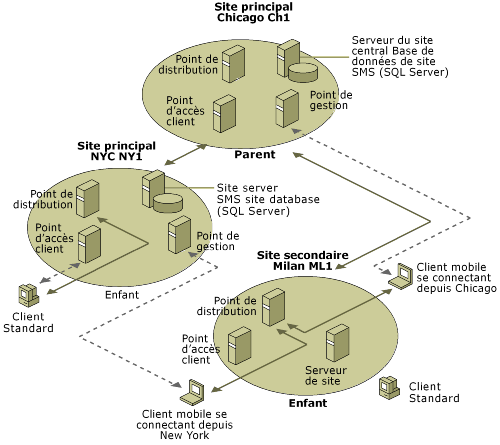 Site principal
Chicago Ch1
Serveur du site
central Base de
données de site
SMS (SQL Server)
Point de
distribution
Point
d'accès
client
Point de
gestion
Parent
Site principal
NYC NY1
Point de
distribution
Site server
SMS site database
(SQL Server)
Point
d'accès
client
Point de
gestion
Enfant
Client
Standard
Site secondaire
Milan ML1
Client mobile
se connectant
depuis Chicago
Point de
distribution
Point
d'accès
client
Serveur
de site
Enfant
Client
Standard
Client mobile se
connectant depuis
New York